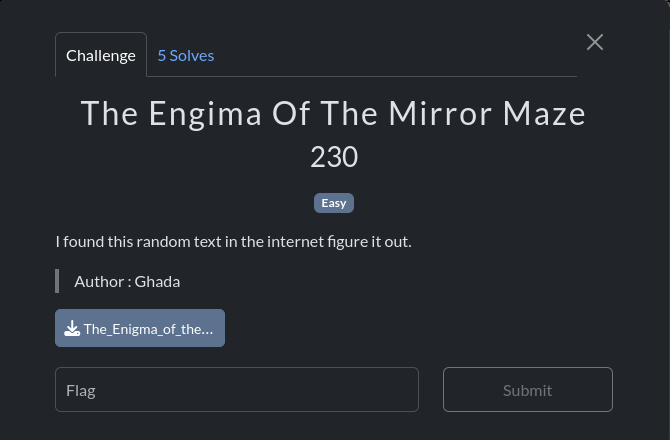 Challenge 5 Solves
The Engima Of The Mirror Maze
230
Easy
I found this random text in the internet figure it out.
Author : Ghada
The_Enigma_of_the...
Flag Submit